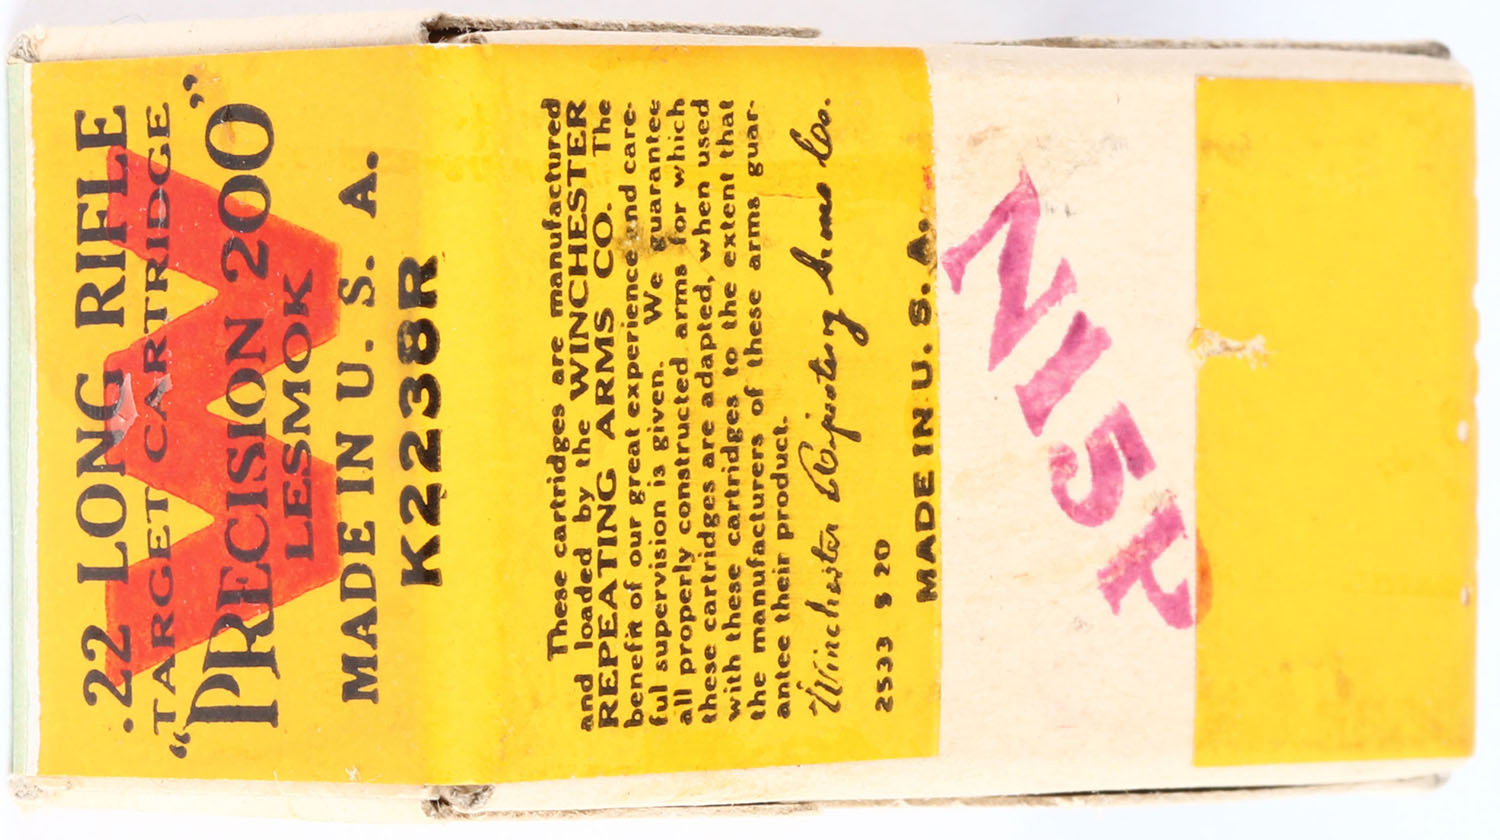 .22 LONG RIFLE
TARGET CARTRIDGE
"PRECISION 200"
LESMOK
MADE IN U. S. A.
K2238R
These cartridges are manufactured
and loaded by the WINCHESTER
REPEATING ARMS CO. The
benefit of our great experience and care-
ful supervision is given. We guarantee
all properly constructed arms for which
these cartridges are adapted, when used
with these cartridges to the extent that
the manufacturers of these arms guar-
antee their product.
Winchester Repeating Arms Co.
2533 S 20
MADE IN U. S. A.